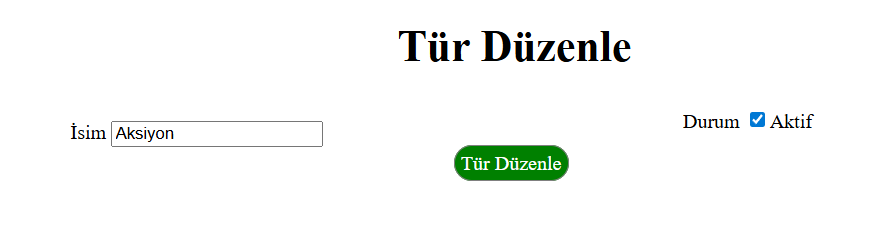 Tür Düzenle
İsim Aksiyon
Durum Aktif
Tür Düzenle